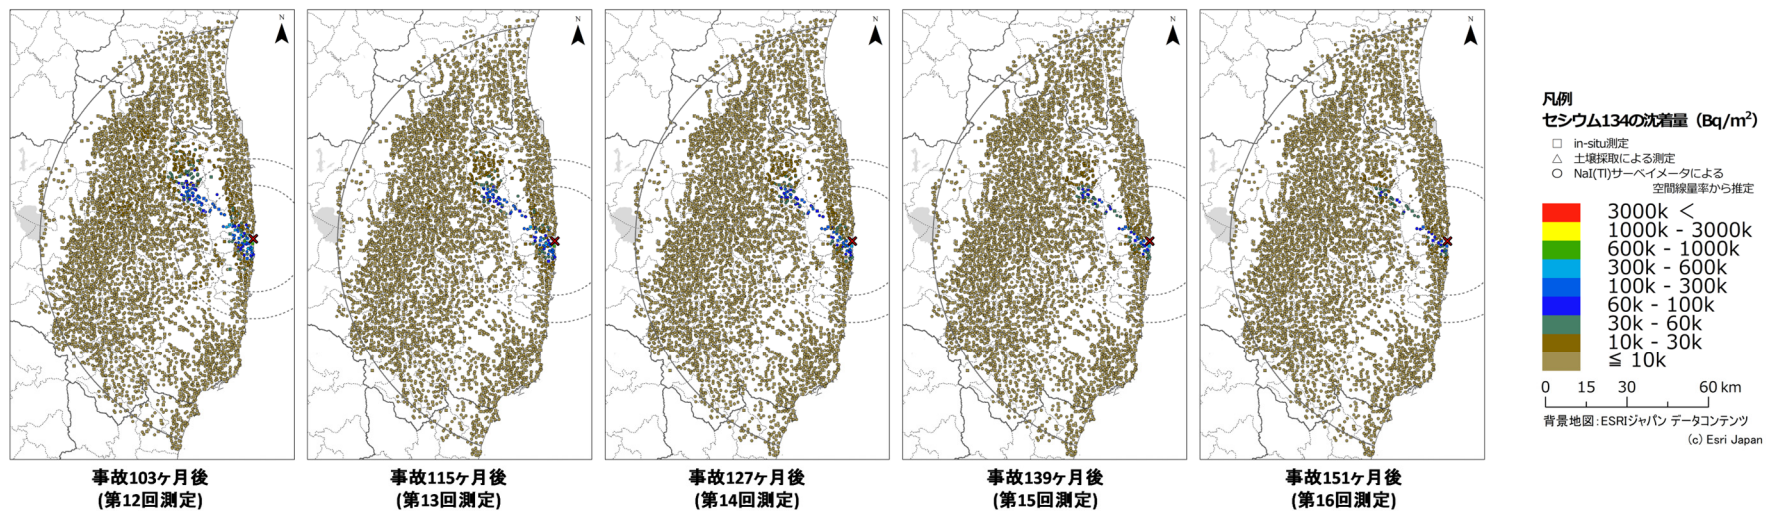 N
N
N
N
N
事故103ヶ月後
(第12回測定)
事故115ヶ月後
(第13回測定)
事故127ヶ月後
(第14回測定)
事故139ヶ月後
(第15回測定)
事故151ヶ月後
(第16回測定)
凡例
セシウム134の沈着量（Bq/m²）
in-situ測定
土壌採取による測定
NaI(Tl)サーベイメータによる
空間線量率から推定
3000k ＜
1000k - 3000k
600k - 1000k
300k - 600k
100k - 300k
60k - 100k
30k - 60k
10k - 30k
≦ 10k
0 15 30 60 km
背景地図：ESRIジャパン データコンテンツ
(c) Esri Japan